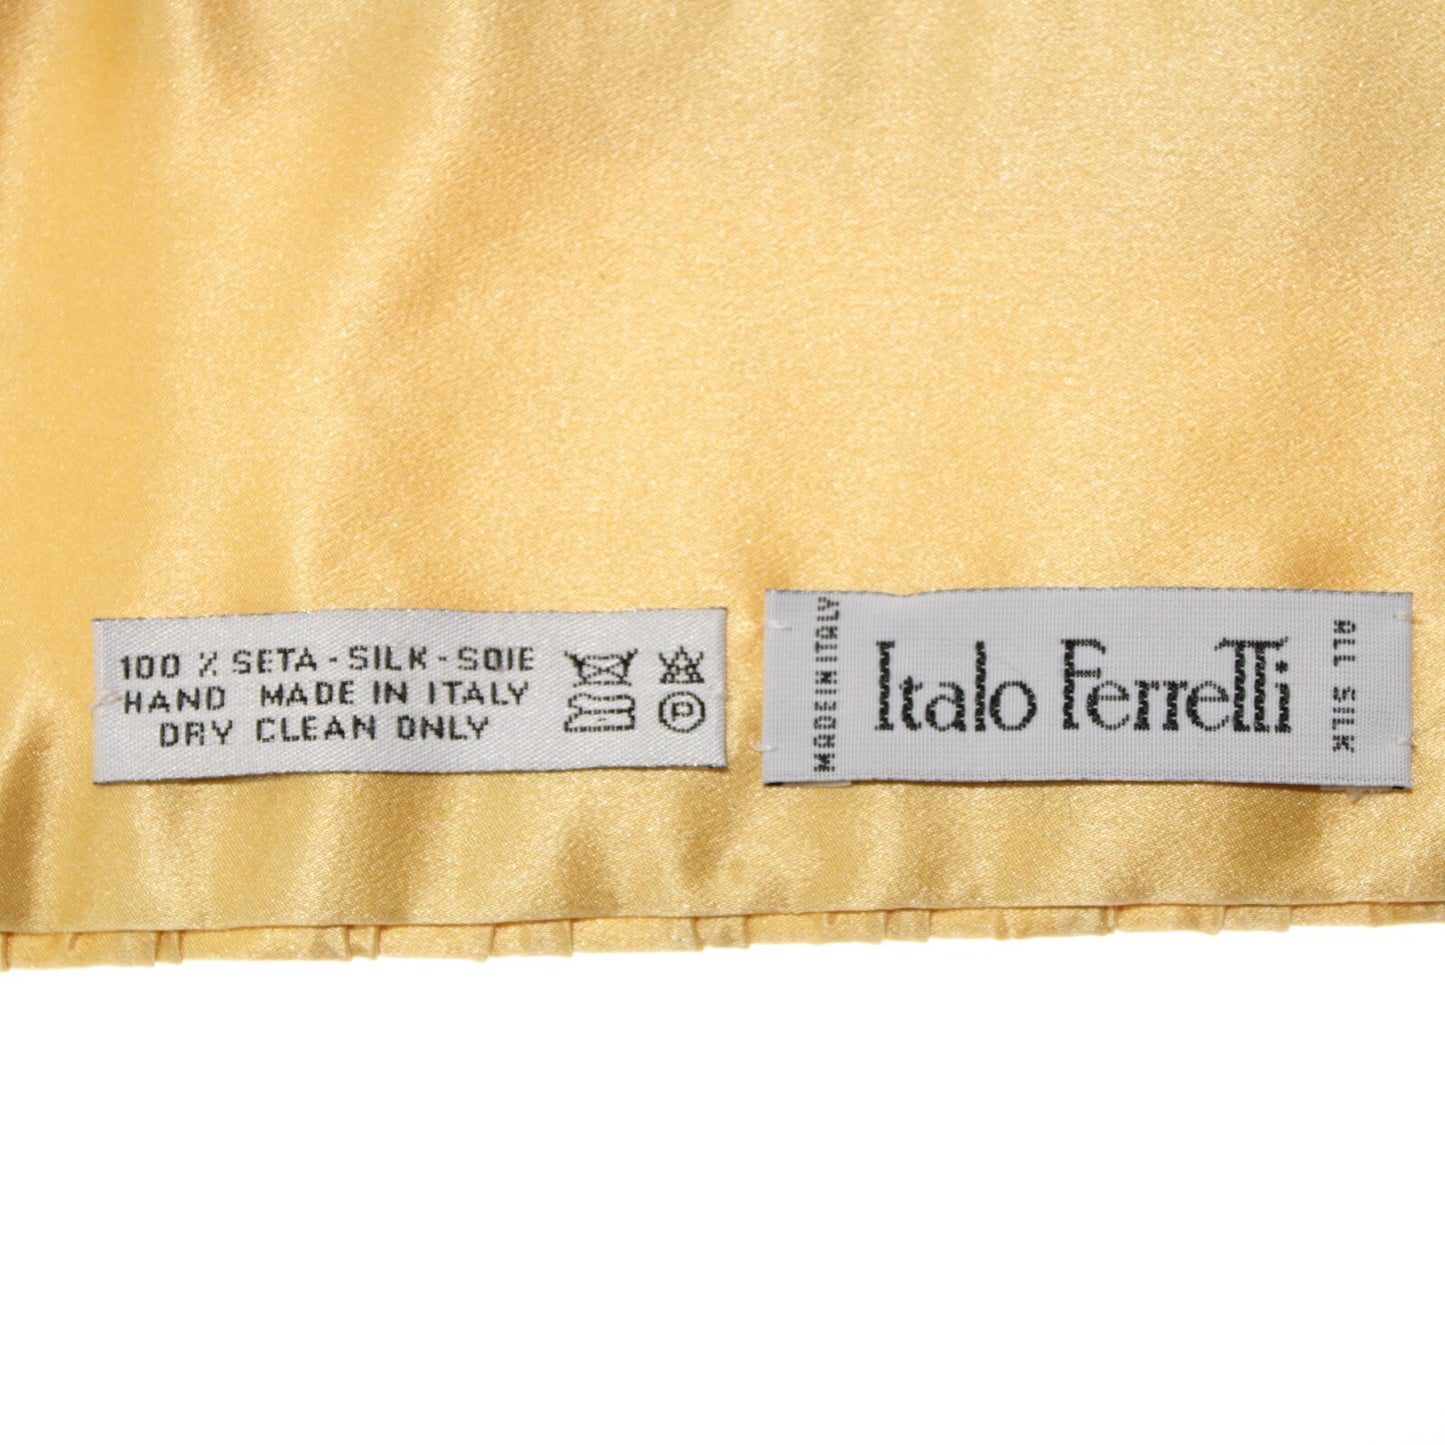 100 % SETA - SILK - SOIE
HAND MADE IN ITALY
DRY CLEAN ONLY
P
MADE IN ITALY
Italo Ferretti
ALL SILK